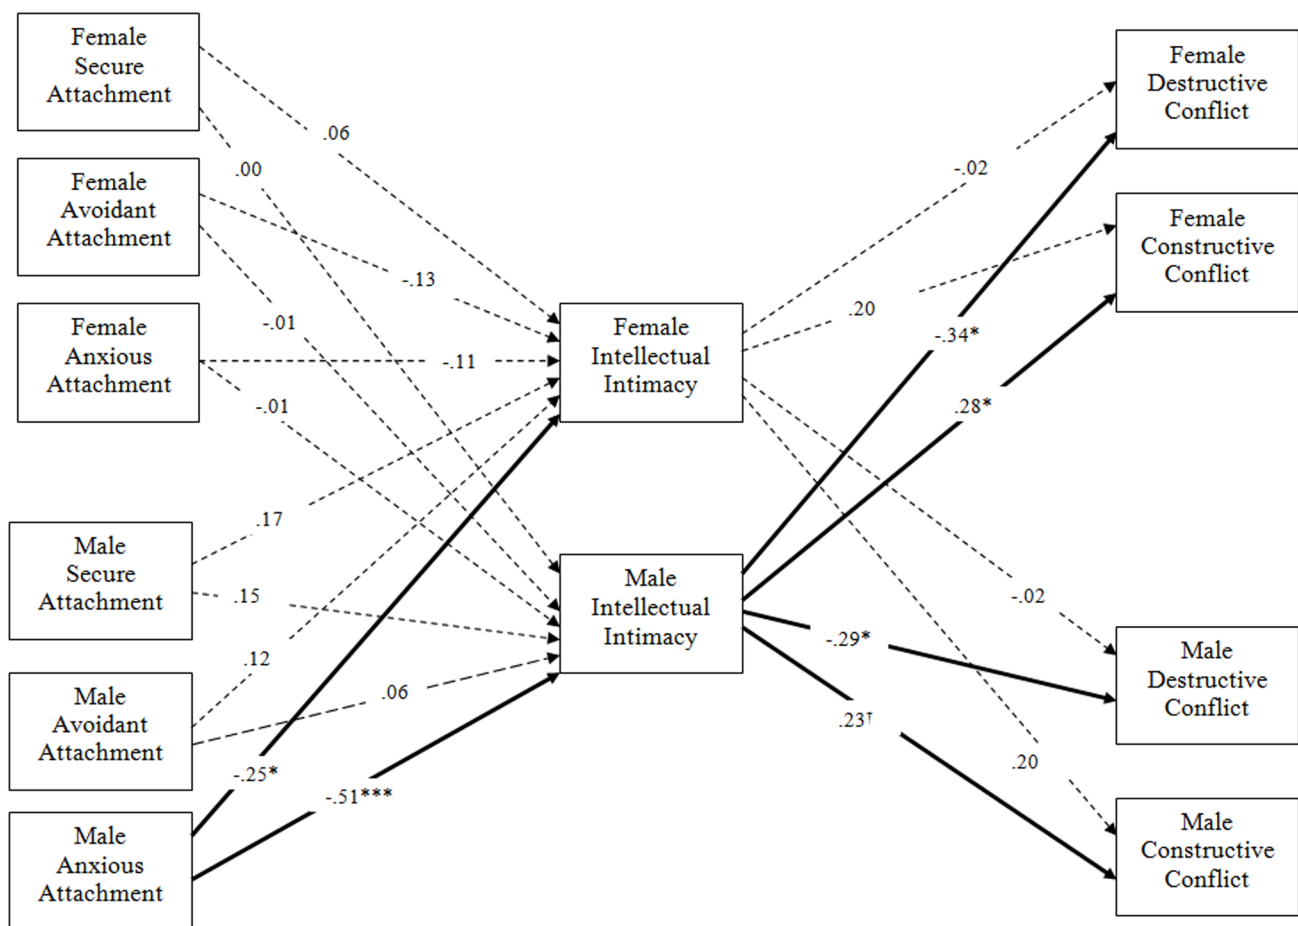 Female
Secure
Attachment
Female
Avoidant
Attachment
Female
Anxious
Attachment
Male
Secure
Attachment
Male
Avoidant
Attachment
Male
Anxious
Attachment
.06
.00
-.13
-.01
-.11
-.01
.17
.15
.12
.06
-.25*
-.51***
Female
Intellectual
Intimacy
Male
Intellectual
Intimacy
-.02
.20
-.34*
.28*
-.02
-.29*
.23†
.20
Female
Destructive
Conflict
Female
Constructive
Conflict
Male
Destructive
Conflict
Male
Constructive
Conflict